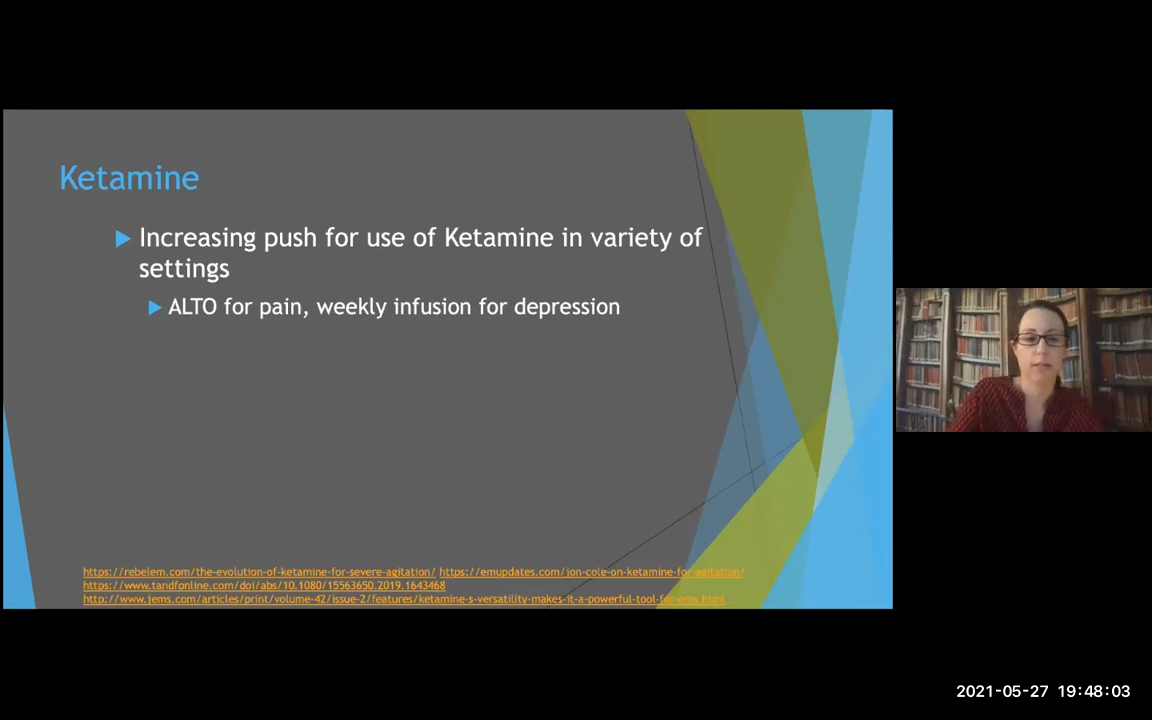 Ketamine
Increasing push for use of Ketamine in variety of
settings
ALTO for pain, weekly infusion for depression
https://rebelem.com/the-evolution-of-ketamine-for-severe-agitation/ https://emupdates.com/jon-cole-on-ketamine-for-agitation/
https://www.tandfonline.com/doi/abs/10.1080/15563650.2019.1643468
http://www.jems.com/articles/print/volume-42/issue-2/features/ketamine-s-versatility-makes-it-a-powerful-tool-for-ems.html
2021-05-27 19:48:03